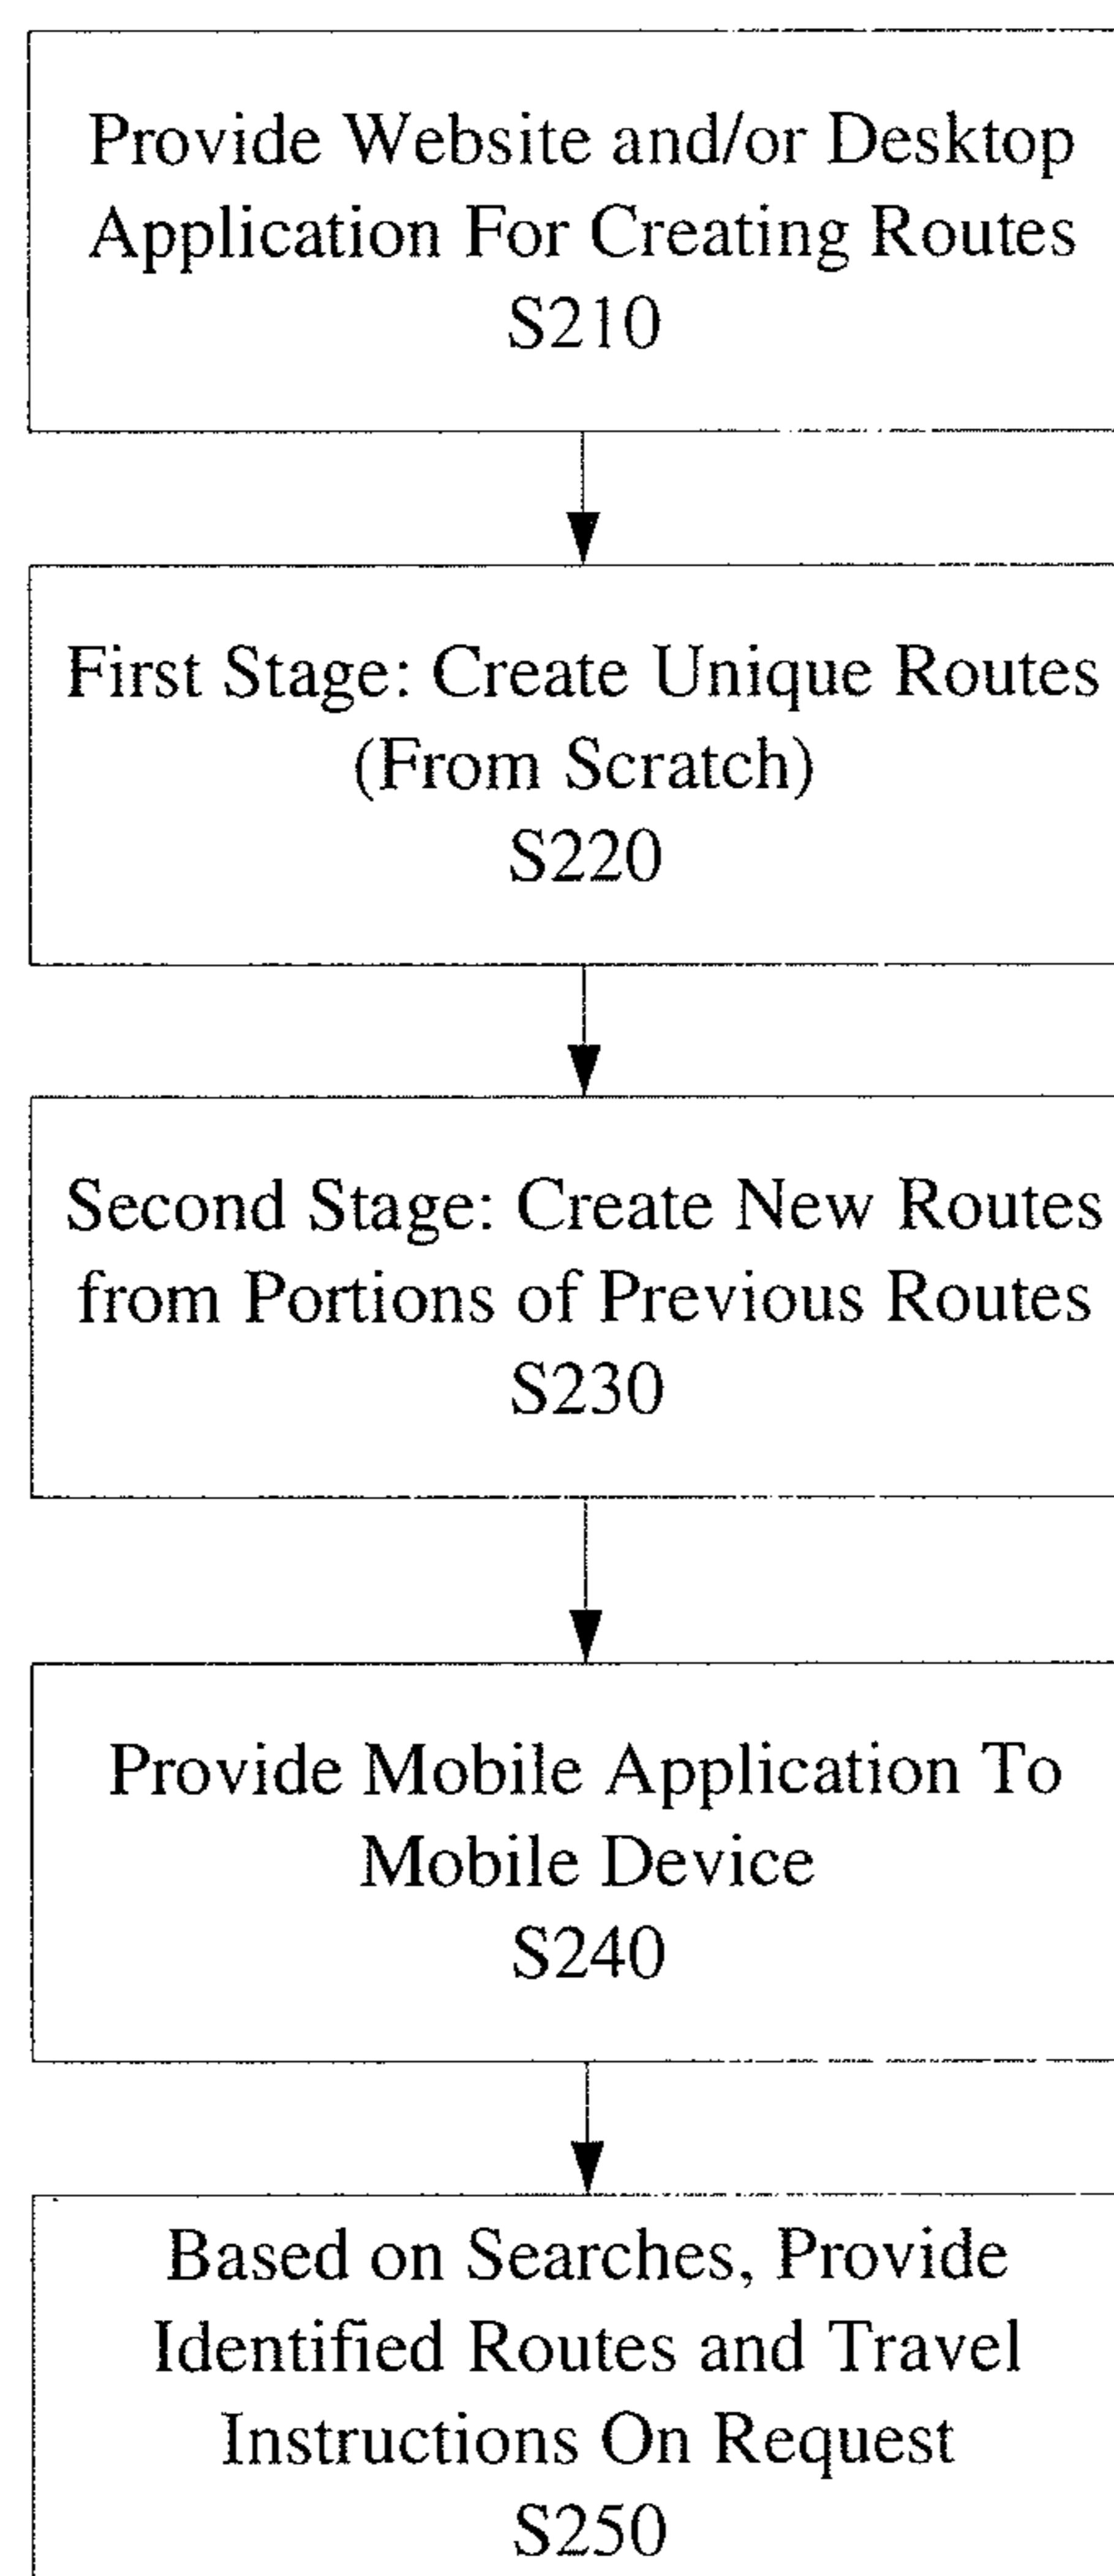 Provide Website and/or Desktop
Application For Creating Routes
S210
First Stage: Create Unique Routes
(From Scratch)
S220
Second Stage: Create New Routes
from Portions of Previous Routes
S230
Provide Mobile Application To
Mobile Device
S240
Based on Searches, Provide
Identified Routes and Travel
Instructions On Request
S250